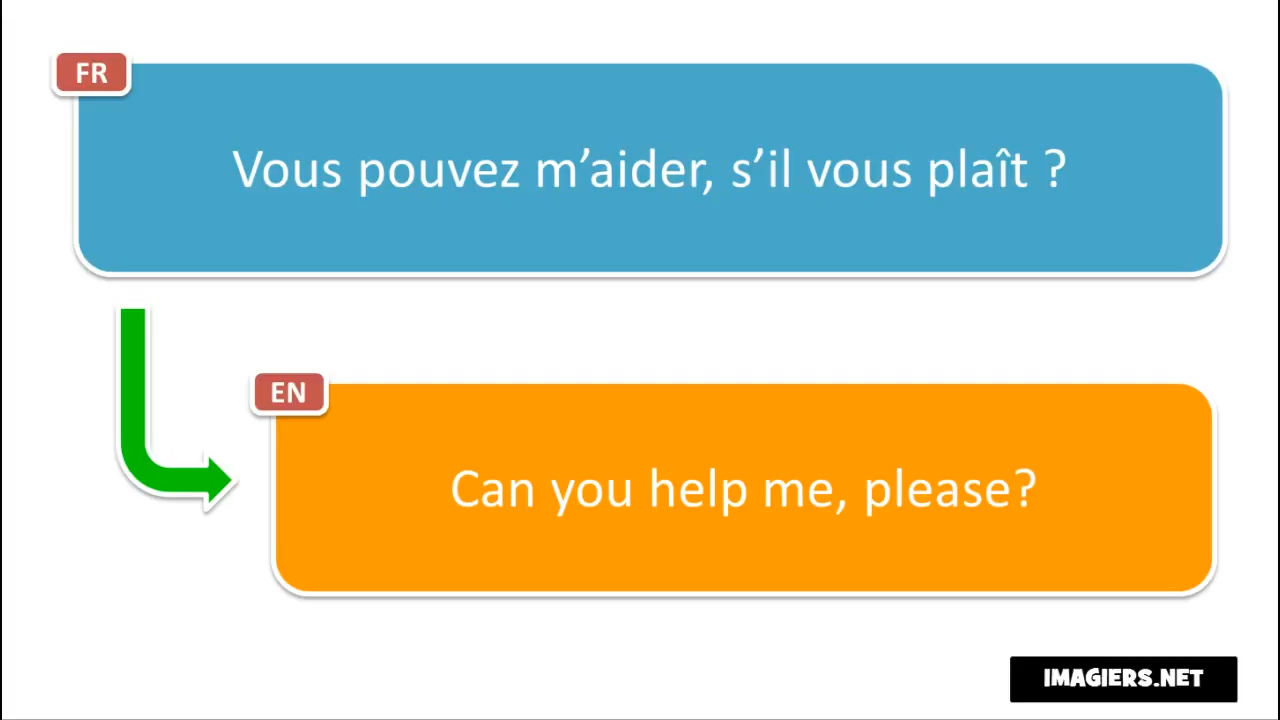 FR
Vous pouvez m’aider, s’il vous plaît ?
EN
Can you help me, please?
IMAGIERS.NET